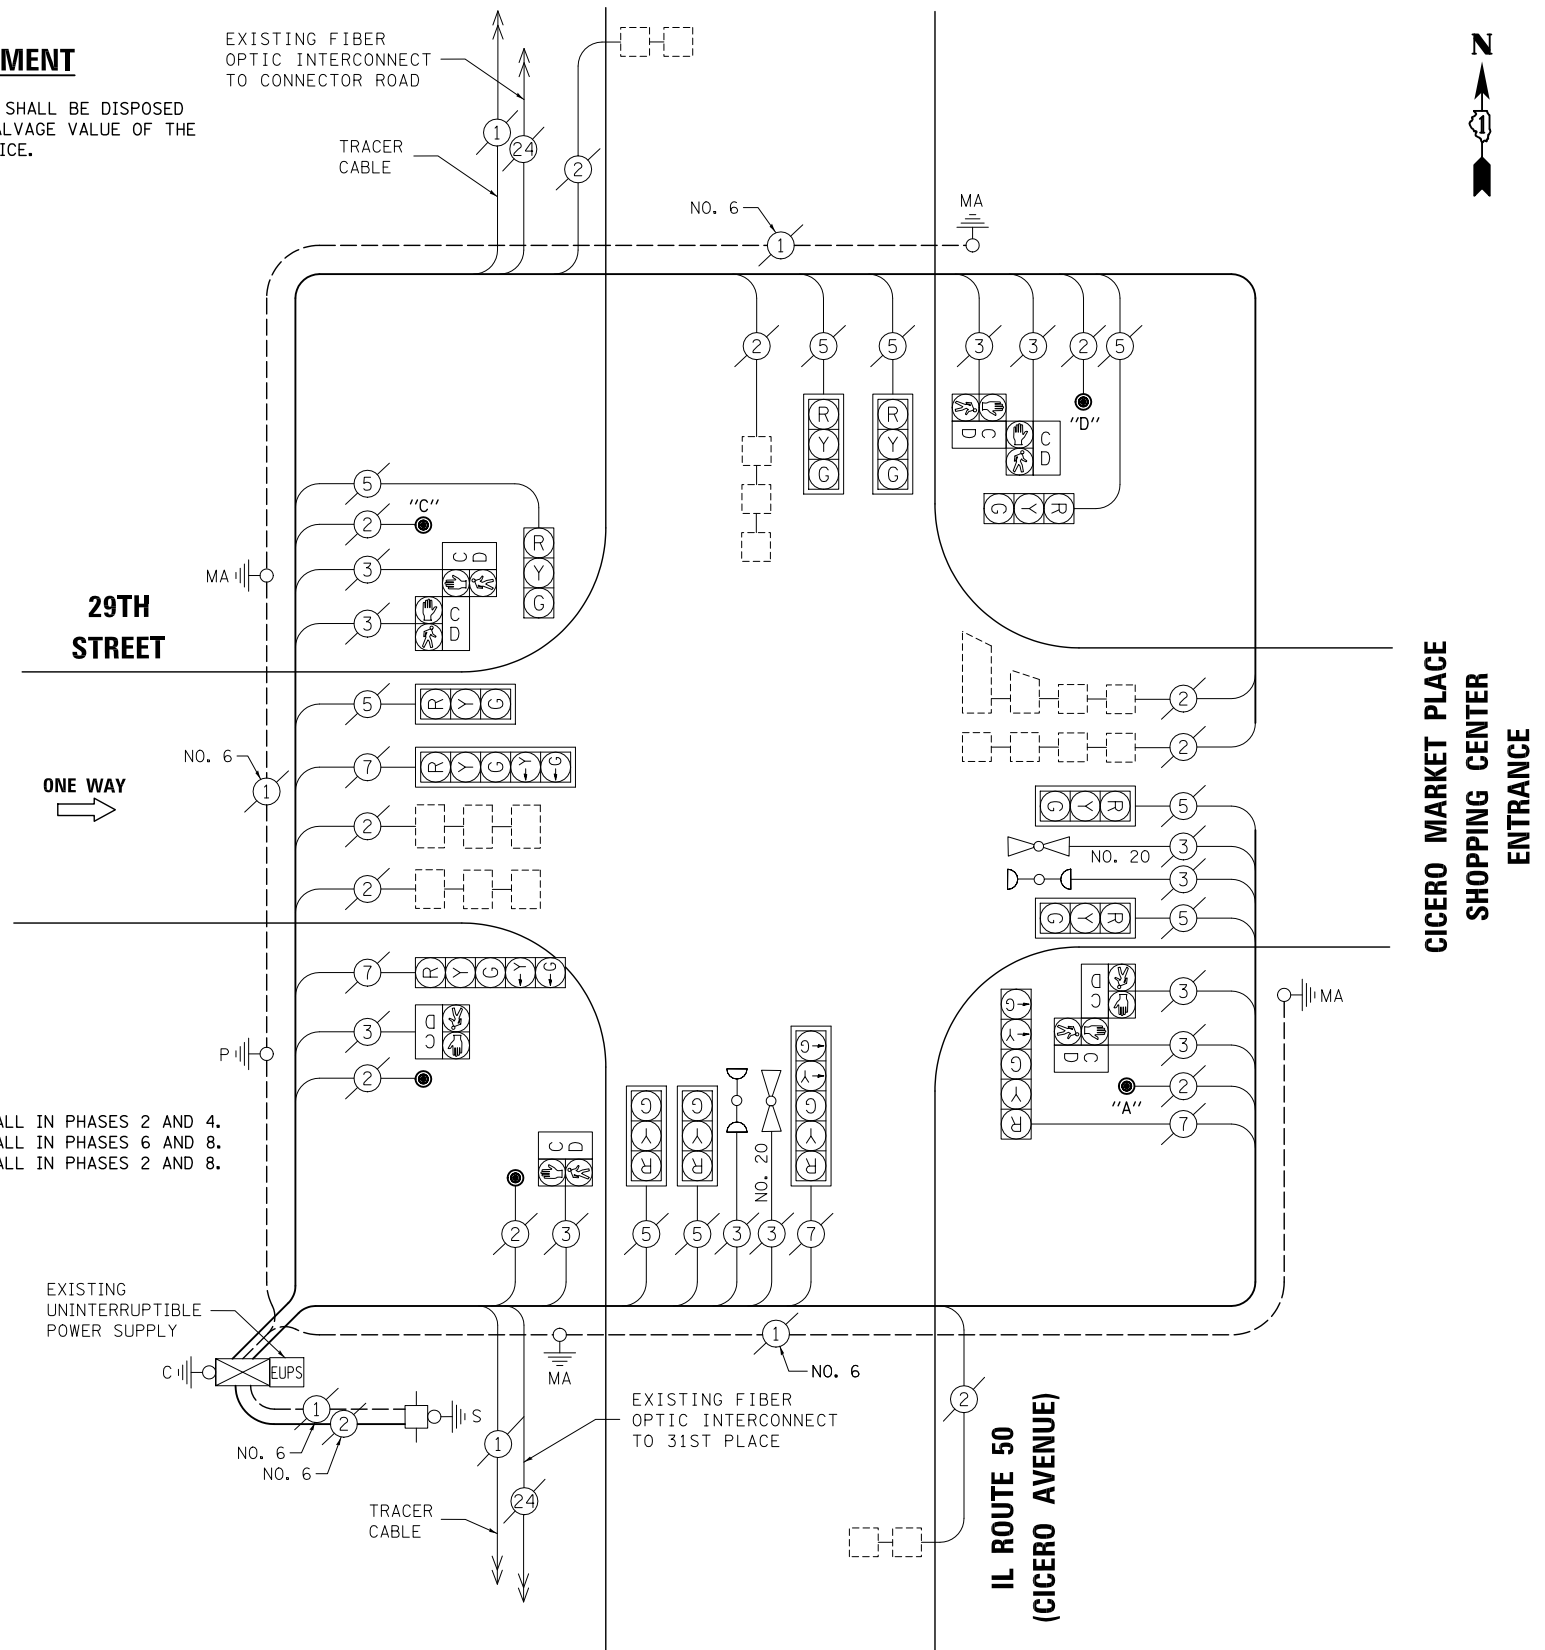 MENT
SHALL BE DISPOSED
ALVAGE VALUE OF THE
ICE.
EXISTING FIBER
OPTIC INTERCONNECT
TO CONNECTOR ROAD
TRACER
CABLE
1
24
2
N
1
NO. 6
1
MA
2
5
5
3
3
2
5
R
Y
G
R
Y
G
C
D
C
D
"D"
R
Y
G
5
"C"
2
3
3
C
D
C
D
R
Y
G
MA
29TH
STREET
5
R Y G
7
R Y G Y G
NO. 6
1
ONE WAY
2
2
2
2
5
R
Y
G
3
NO. 20
3
5
R
Y
G
CICERO MARKET PLACE
SHOPPING CENTER
ENTRANCE
7
R Y G Y G
3
C
D
2
P
3
C
D
3
C
D
2
"A"
7
G
Y
G
Y
R
MA
ALL IN PHASES 2 AND 4.
ALL IN PHASES 6 AND 8.
ALL IN PHASES 2 AND 8.
C
D
G
Y
R
G
Y
R
NO. 20
G
Y
G
Y
R
2
3
5
5
3
3
7
EXISTING
UNINTERRUPTIBLE
POWER SUPPLY
C
EUPS
1
2
S
NO. 6
NO. 6
MA
1
NO. 6
EXISTING FIBER
OPTIC INTERCONNECT
TO 31ST PLACE
1
24
TRACER
CABLE
2
IL ROUTE 50
(CICERO AVENUE)